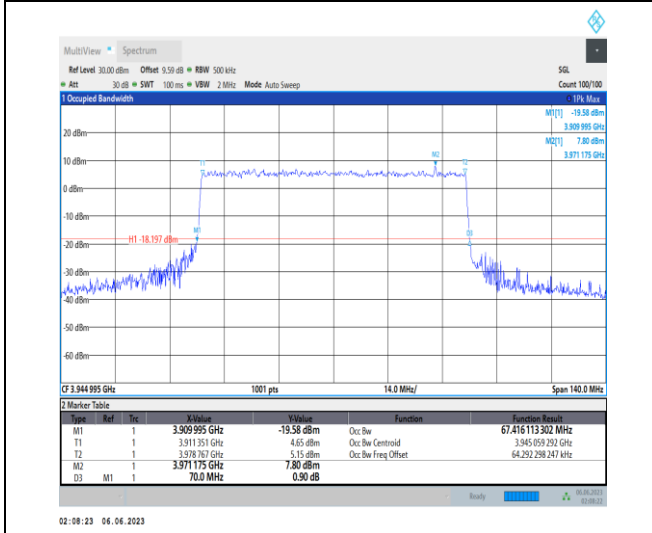 MultiView Spectrum
Ref Level 30.00 dBm Offset 9.59 dB RBW 500 kHz SGL
Att 30 dB SWT 100 ms VBW 2 MHz Mode Auto Sweep Count 100/100
1 Occupied Bandwidth 1Pk Max
M1[1] -19.58 dBm
3.909 995 GHz
M2[1] 7.80 dBm
3.971 175 GHz
20 dBm
10 dBm
M2
T1
0 dBm
-10 dBm
M1
D3
H1 -18.197 dBm
-20 dBm
-30 dBm
-40 dBm
-50 dBm
-60 dBm
CF 3.944 995 GHz 1001 pts 14.0 MHz/ Span 140.0 MHz
2 Marker Table
Type Ref Trc X-Value Y-Value Function Function Result
M1 1 3.909 995 GHz -19.58 dBm Occ Bw 67.416 113 302 MHz
T1 1 3.911 351 GHz 4.65 dBm Occ Bw Centroid 3.945 059 292 GHz
T2 1 3.978 767 GHz 5.15 dBm Occ Bw Freq Offset 64.292 298 247 kHz
M2 1 3.971 175 GHz 7.80 dBm
D3 M1 1 70.0 MHz 0.90 dB
Ready 06.06.2023
02:08:22
02:08:23 06.06.2023